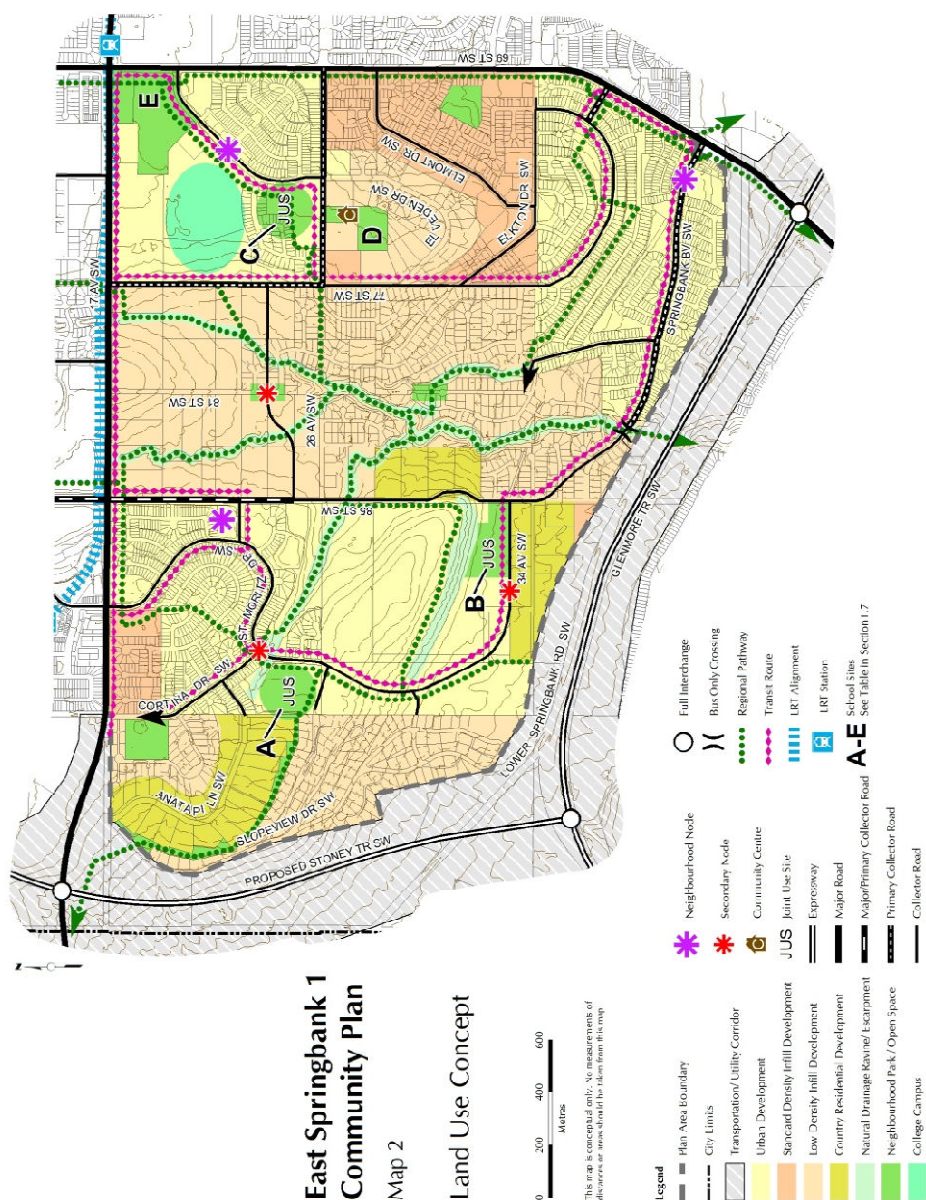 East Springbank 1
Community Plan
Map 2
Land Use Concept
0 200 400 600
Metres
This map is conceptual only. No measurements of
distances or areas should be taken from this map
Legend
Plan Area Boundary
City Limits
Transportation/ Utility Corridor
Urban Development
Standard Density Infill Development
Low Density Infill Development
Country Residential Development
Natural Drainage Ravine/ Escarpment
Neighbourhood Park / Open Space
College Campus
Neighbourhood Node
Secondary Node
Community Centre
JUS Joint Use Site
Expressway
Major Road
Major/Primary Collector Road
Primary Collector Road
Collector Road
Full Interchange
Bus Only Crossing
Regional Pathway
Transit Route
LRT Alignment
LRT Station
A-E School Sites
See Table in Section 1.7
N
17 AV SW
69 ST SW
77 ST SW
81 ST SW
85 ST SW
26 AV SW
34 AV SW
ELMONT DR SW
ELVEDEN DR SW
ELKTON DR SW
SPRINGBANK BV SW
GLENMORE TR SW
LOWER SPRINGBANK RD SW
PROPOSED STONEY TR SW
SLOPEVIEW DR SW
ANATAPI LN SW
CORTINA DR SW
ST. MORITZ DR SW
A
JUS
B
JUS
C
JUS
D
E